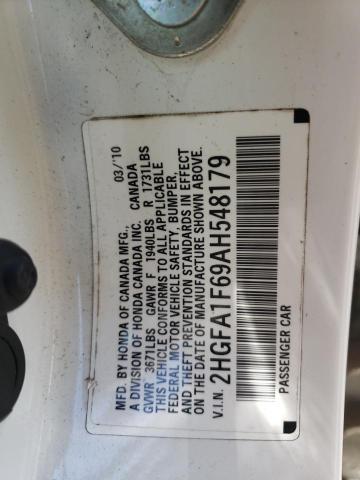 MFD. BY HONDA OF CANADA MFG., 03/'10
A DIVISION OF HONDA CANADA INC., CANADA
GVWR 3671LBS GAWR F 1940LBS R 1731LBS
THIS VEHICLE CONFORMS TO ALL APPLICABLE
FEDERAL MOTOR VEHICLE SAFETY, BUMPER,
AND THEFT PREVENTION STANDARDS IN EFFECT
ON THE DATE OF MANUFACTURE SHOWN ABOVE.
V.I.N. 2HGFA1F69AH548179
PASSENGER CAR